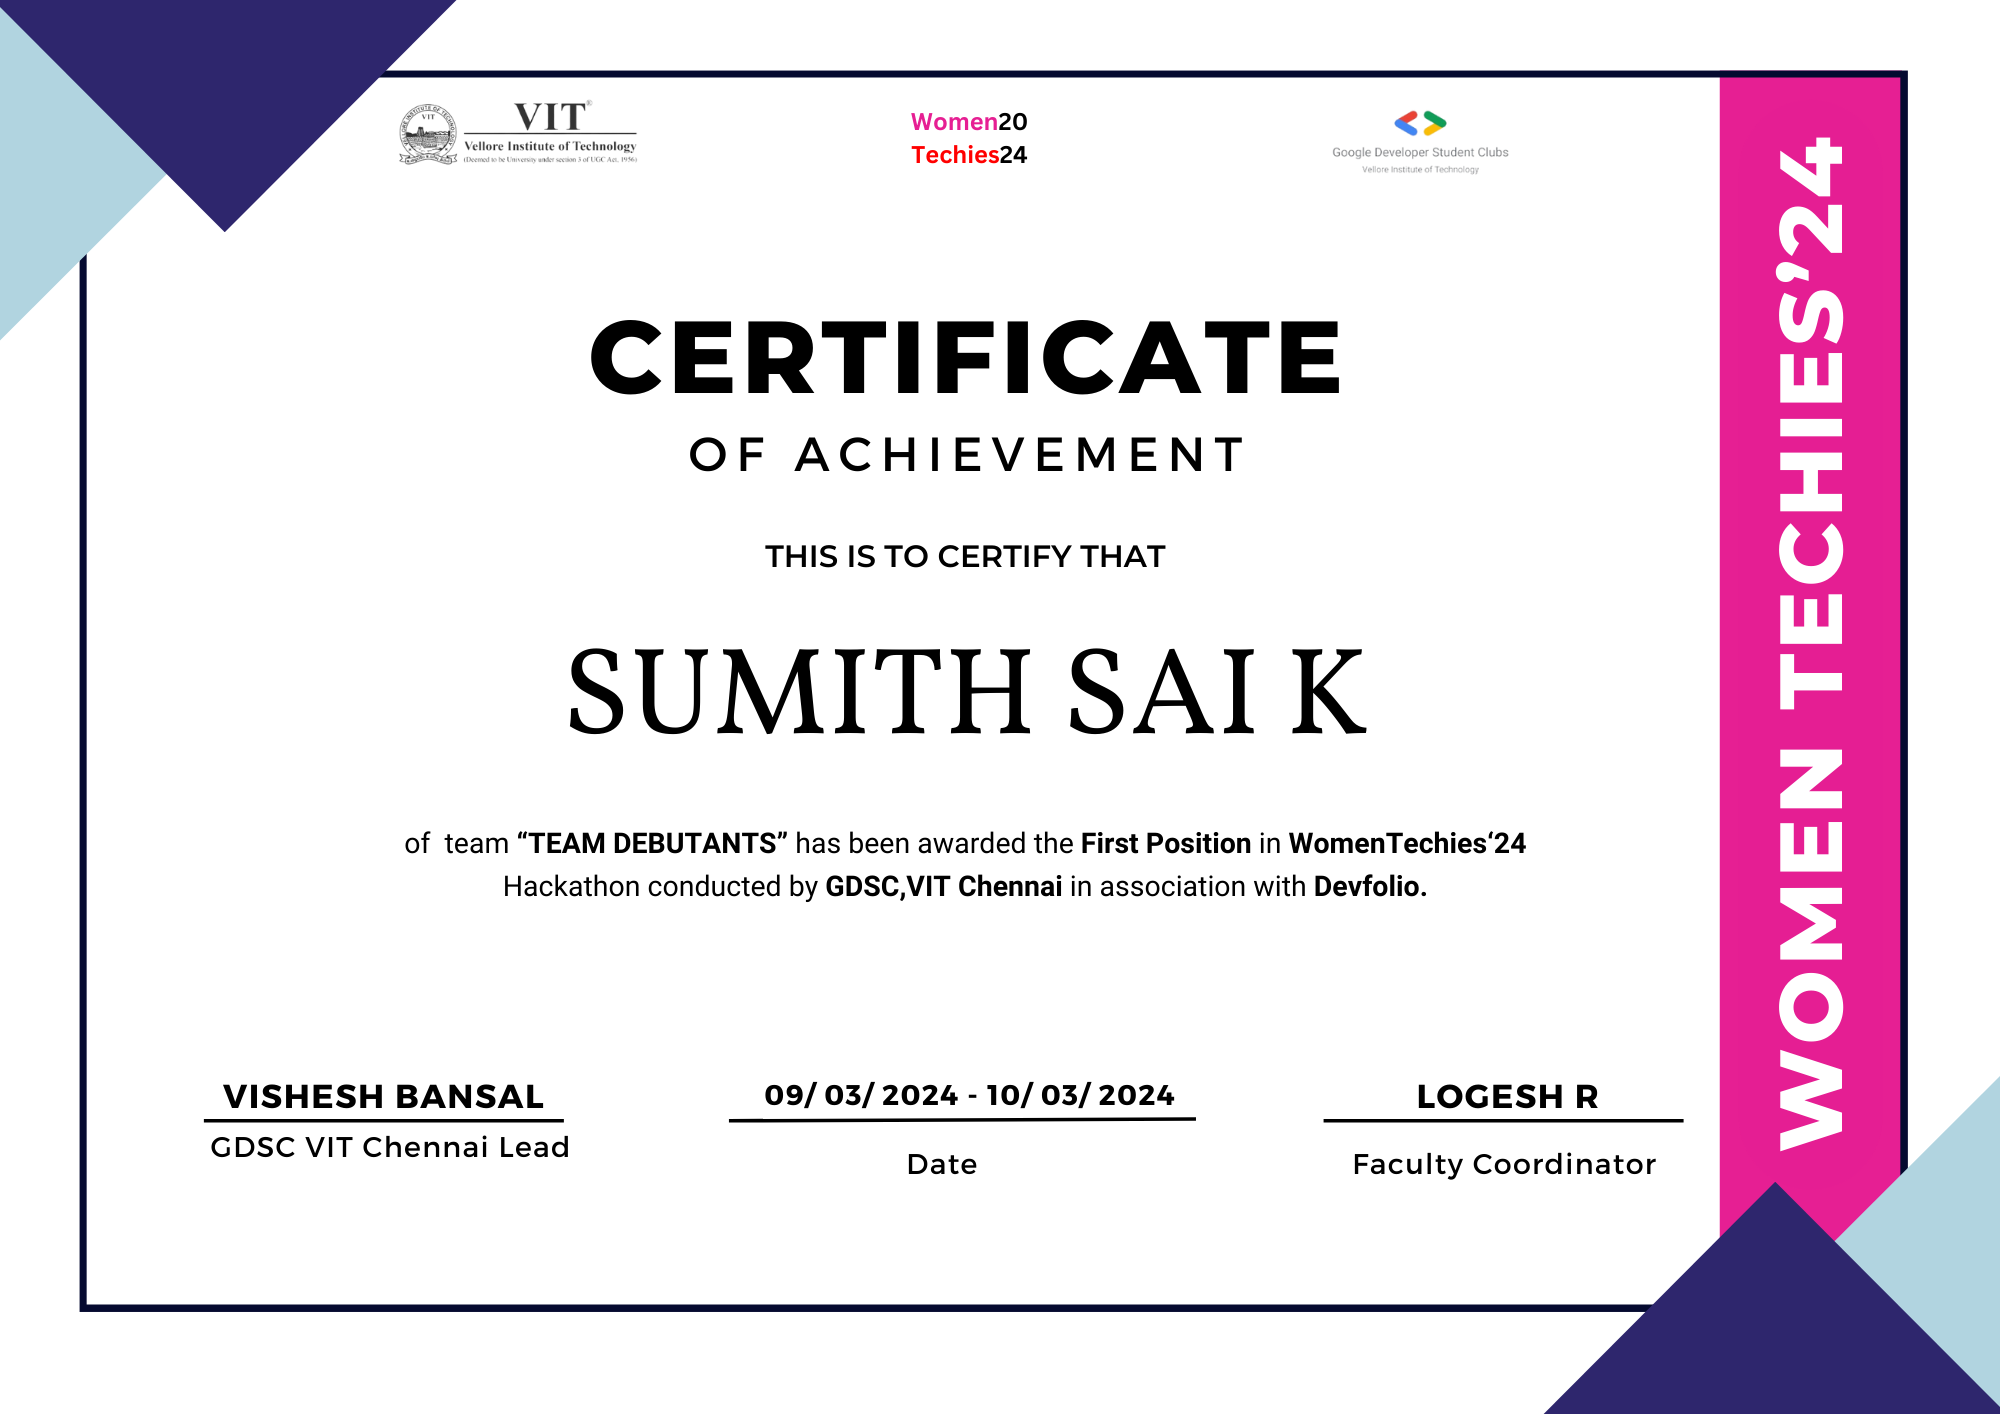 VIT®
Vellore Institute of Technology
(Deemed to be University under section 3 of UGC Act, 1956)
VIT
Women20
Techies24
Google Developer Student Clubs
Vellore Institute of Technology
CERTIFICATE
OF ACHIEVEMENT
THIS IS TO CERTIFY THAT
SUMITH SAI K
of team “TEAM DEBUTANTS” has been awarded the First Position in WomenTechies‘24
Hackathon conducted by GDSC,VIT Chennai in association with Devfolio.
VISHESH BANSAL
GDSC VIT Chennai Lead
09/ 03/ 2024 - 10/ 03/ 2024
Date
LOGESH R
Faculty Coordinator
WOMEN TECHIES’24